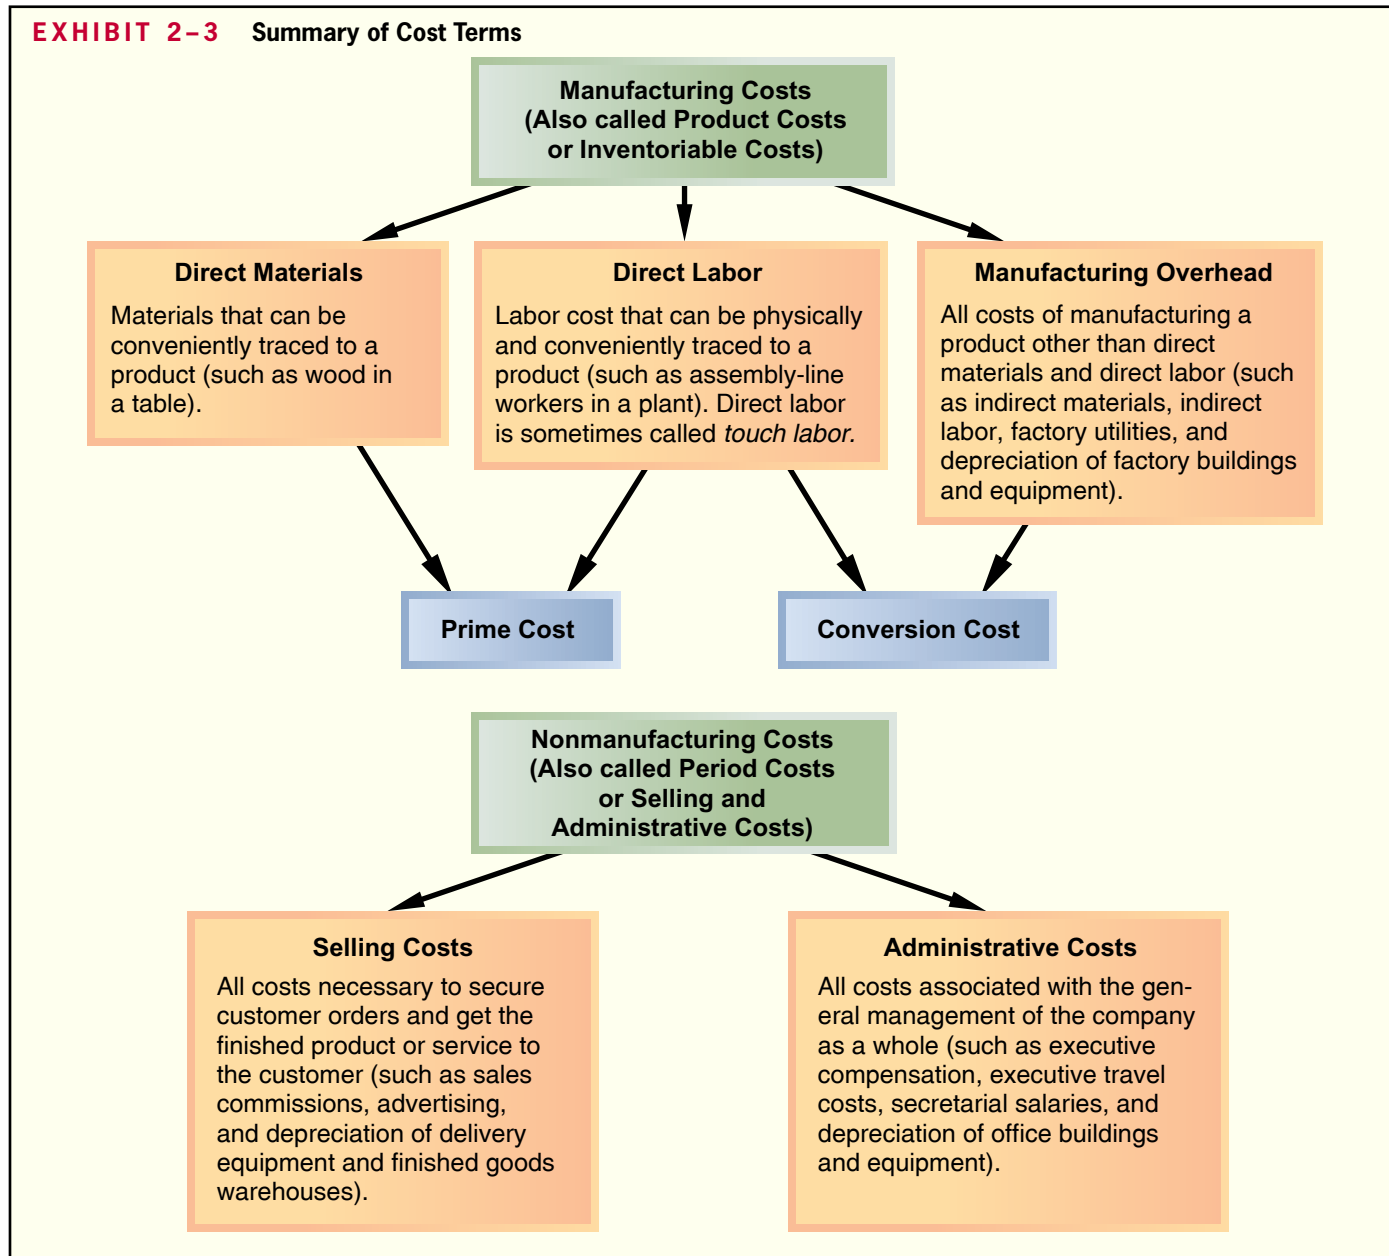 EXHIBIT 2–3 Summary of Cost Terms
Manufacturing Costs
(Also called Product Costs
or Inventoriable Costs)
Direct Materials
Materials that can be
conveniently traced to a
product (such as wood in
a table).
Direct Labor
Labor cost that can be physically
and conveniently traced to a
product (such as assembly-line
workers in a plant). Direct labor
is sometimes called touch labor.
Manufacturing Overhead
All costs of manufacturing a
product other than direct
materials and direct labor (such
as indirect materials, indirect
labor, factory utilities, and
depreciation of factory buildings
and equipment).
Prime Cost
Conversion Cost
Nonmanufacturing Costs
(Also called Period Costs
or Selling and
Administrative Costs)
Selling Costs
All costs necessary to secure
customer orders and get the
finished product or service to
the customer (such as sales
commissions, advertising,
and depreciation of delivery
equipment and finished goods
warehouses).
Administrative Costs
All costs associated with the gen-
eral management of the company
as a whole (such as executive
compensation, executive travel
costs, secretarial salaries, and
depreciation of office buildings
and equipment).